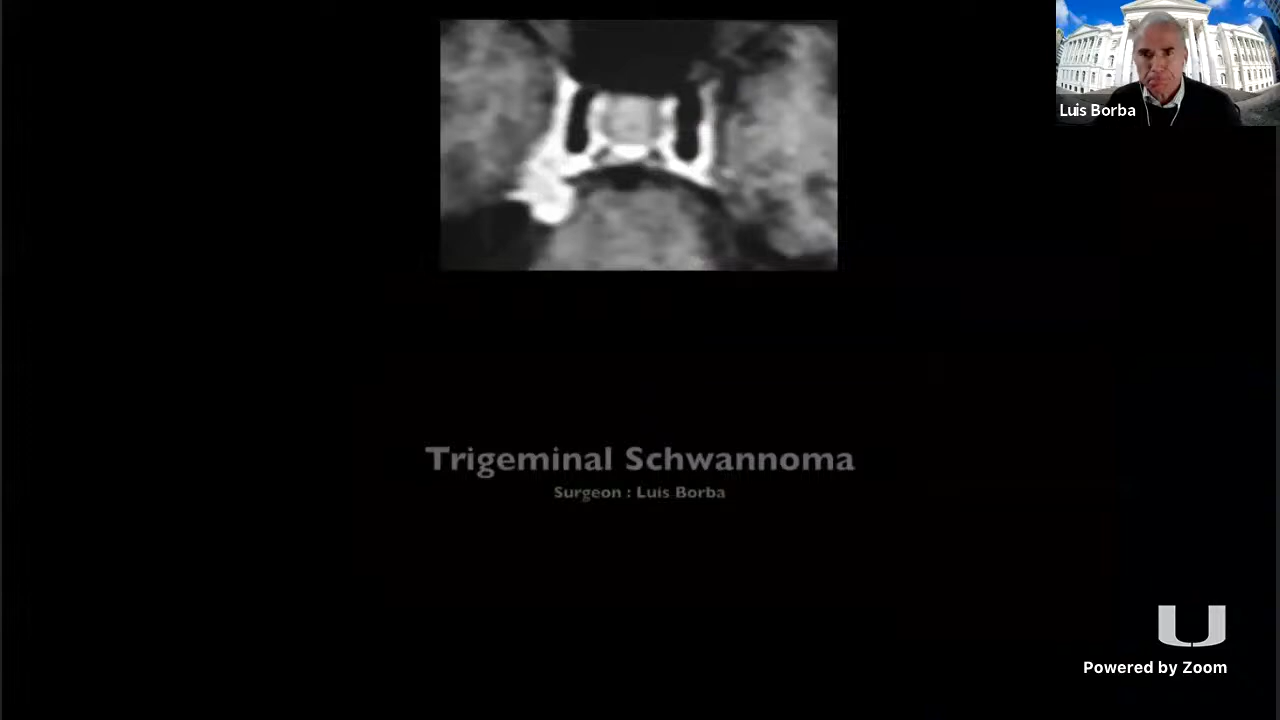 Luis Borba
Trigeminal Schwannoma
Surgeon : Luis Borba
U
Powered by Zoom